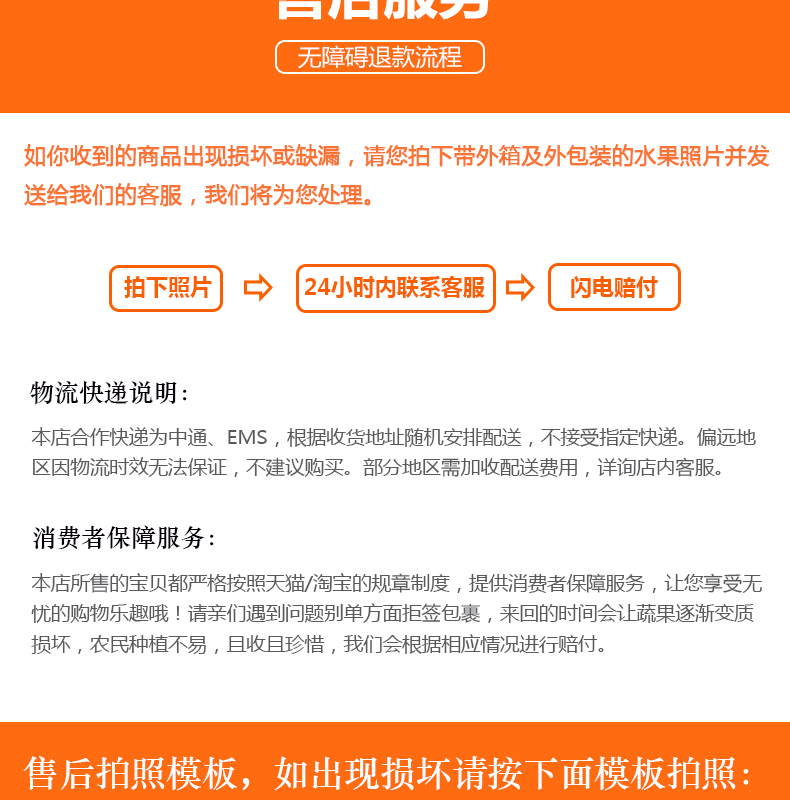 售后服务
无障碍退款流程
如你收到的商品出现损坏或缺漏，请您拍下带外箱及外包装的水果照片并发
送给我们的客服，我们将为您处理。
拍下照片 24小时内联系客服 闪电赔付
物流快递说明：
本店合作快递为中通、EMS，根据收货地址随机安排配送，不接受指定快递。偏远地
区因物流时效无法保证，不建议购买。部分地区需加收配送费用，详询店内客服。
消费者保障服务：
本店所售的宝贝都严格按照天猫/淘宝的规章制度，提供消费者保障服务，让您享受无
忧的购物乐趣哦！请亲们遇到问题别单方面拒签包裹，来回的时间会让蔬果逐渐变质
损坏，农民种植不易，且收且珍惜，我们会根据相应情况进行赔付。
售后拍照模板，如出现损坏请按下面模板拍照：